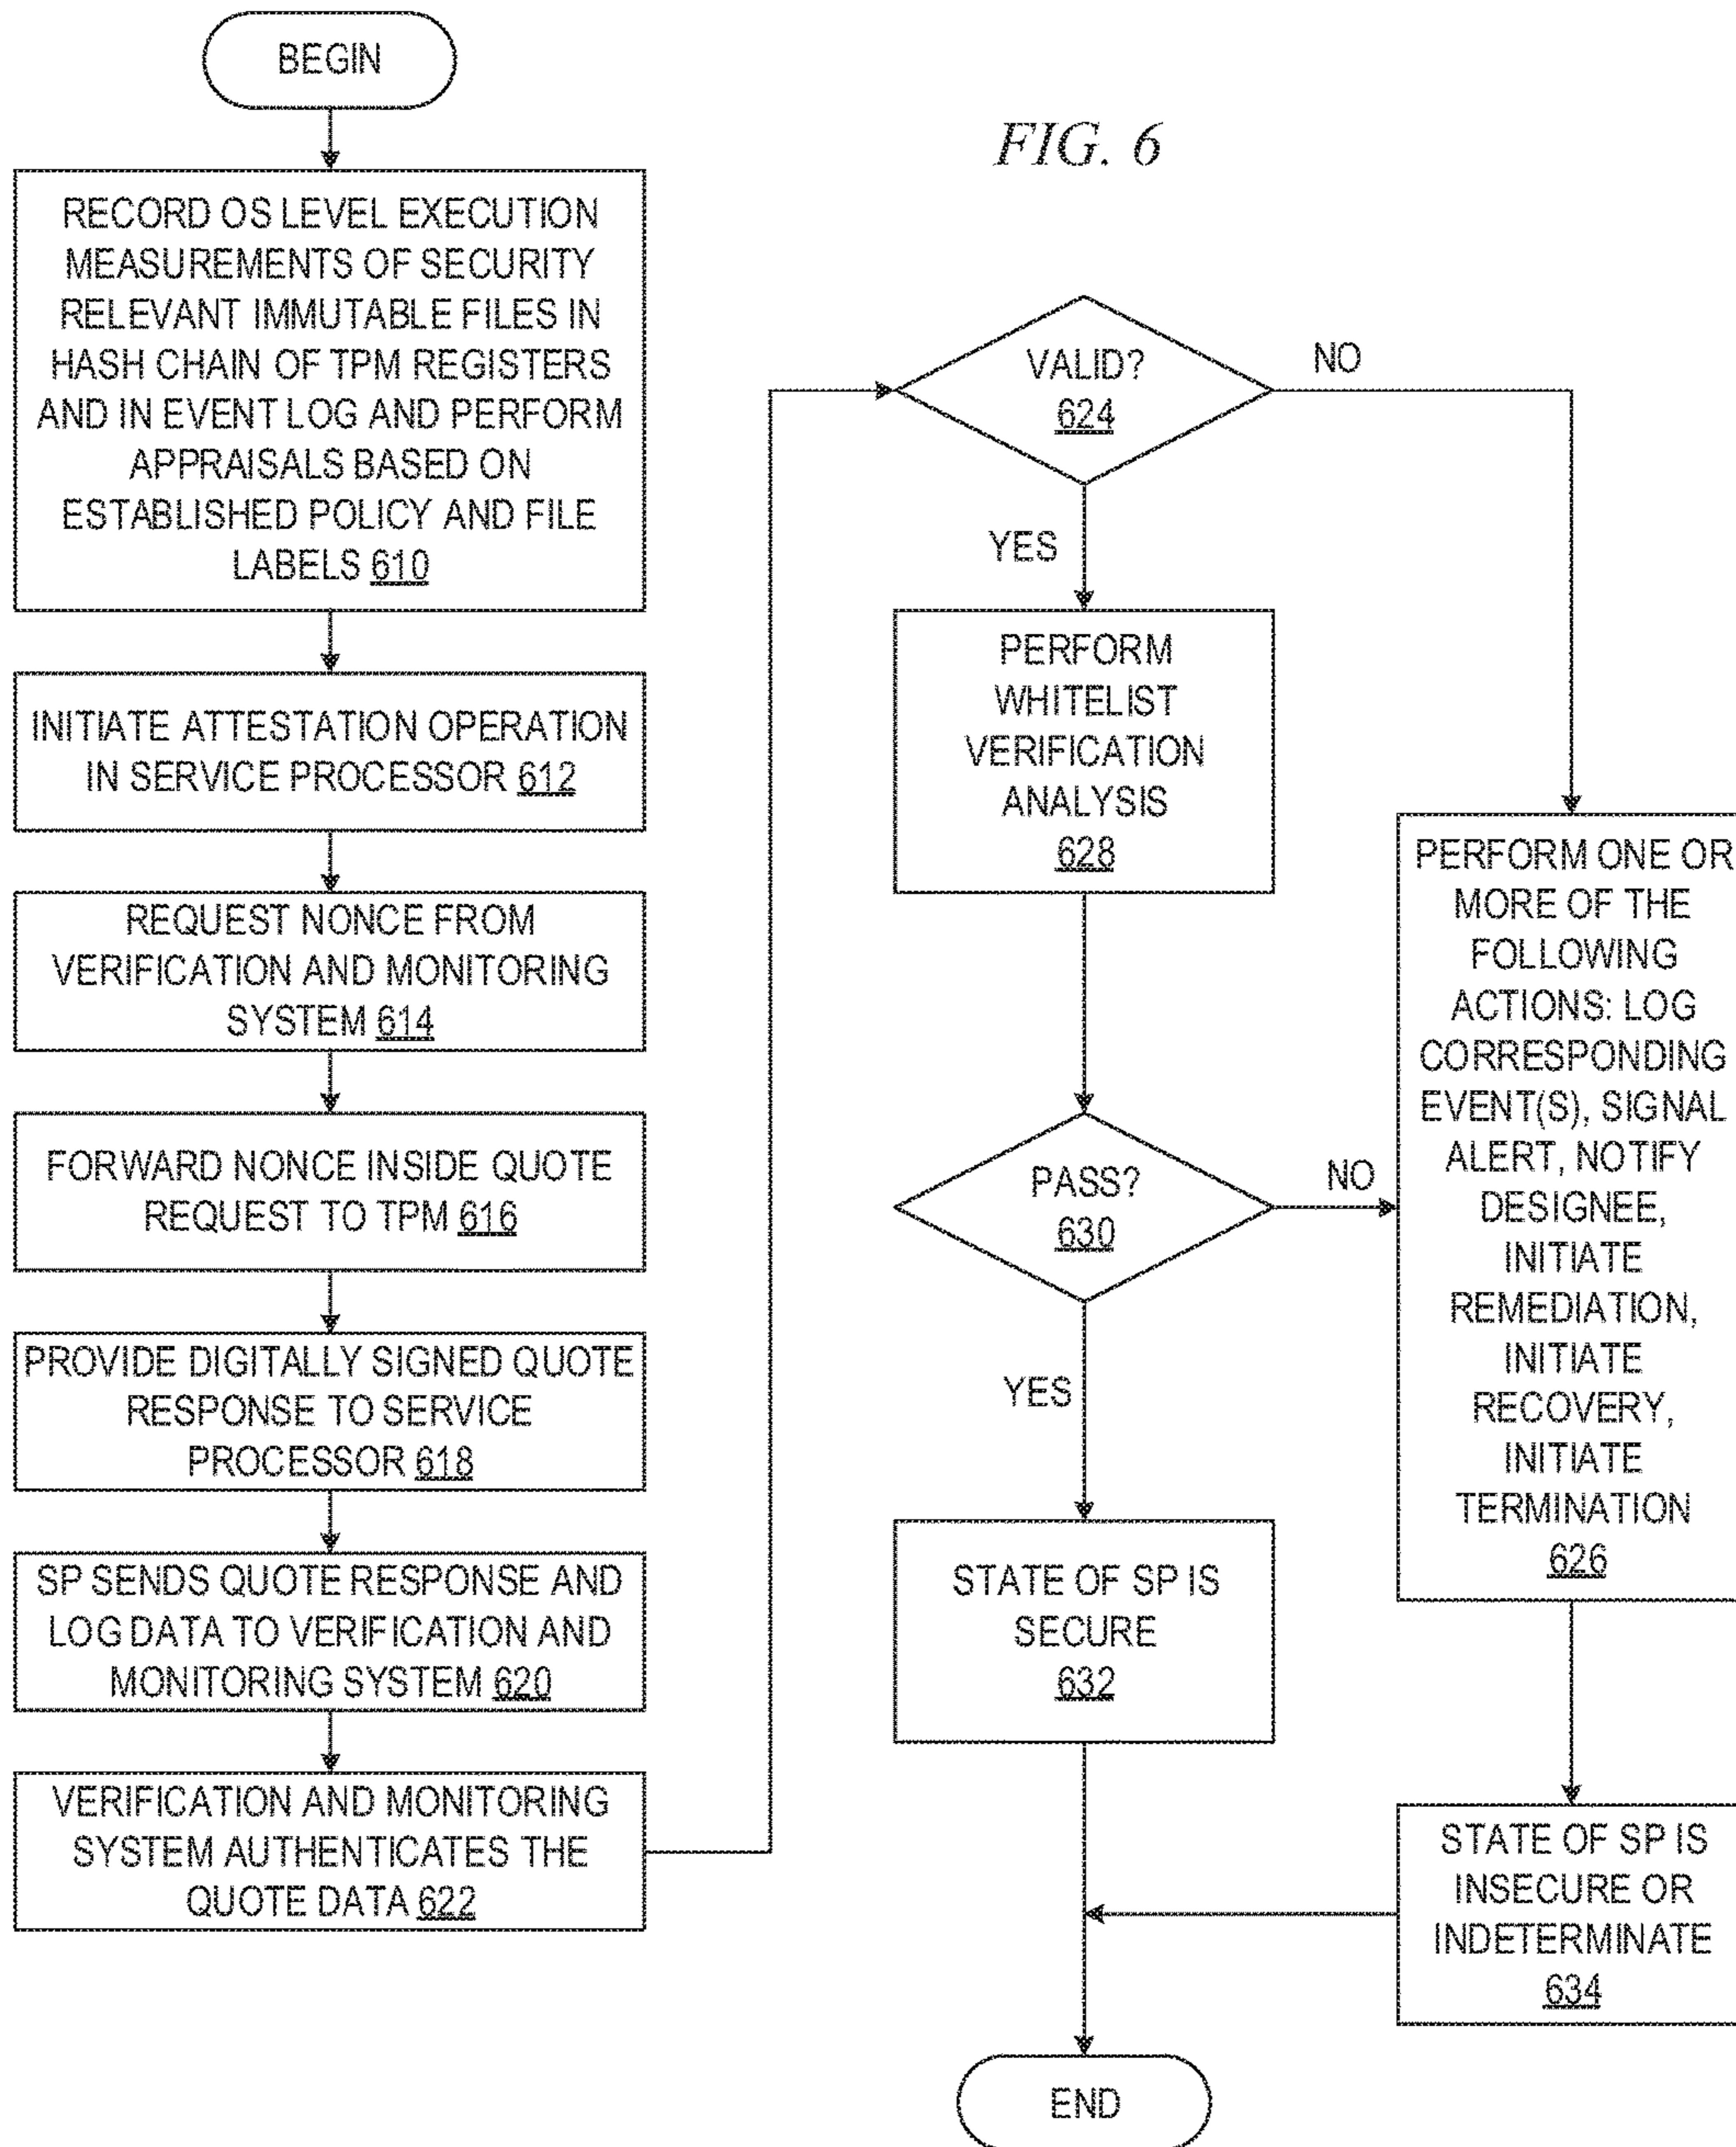 BEGIN
FIG. 6
RECORD OS LEVEL EXECUTION
MEASUREMENTS OF SECURITY
RELEVANT IMMUTABLE FILES IN
HASH CHAIN OF TPM REGISTERS
AND IN EVENT LOG AND PERFORM
APPRAISALS BASED ON
ESTABLISHED POLICY AND FILE
LABELS 610
INITIATE ATTESTATION OPERATION
IN SERVICE PROCESSOR 612
REQUEST NONCE FROM
VERIFICATION AND MONITORING
SYSTEM 614
FORWARD NONCE INSIDE QUOTE
REQUEST TO TPM 616
PROVIDE DIGITALLY SIGNED QUOTE
RESPONSE TO SERVICE
PROCESSOR 618
SP SENDS QUOTE RESPONSE AND
LOG DATA TO VERIFICATION AND
MONITORING SYSTEM 620
VERIFICATION AND MONITORING
SYSTEM AUTHENTICATES THE
QUOTE DATA 622
VALID?
624
NO
YES
PERFORM
WHITELIST
VERIFICATION
ANALYSIS
628
PASS?
630
NO
YES
PERFORM ONE OR
MORE OF THE
FOLLOWING
ACTIONS: LOG
CORRESPONDING
EVENT(S), SIGNAL
ALERT, NOTIFY
DESIGNEE,
INITIATE
REMEDIATION,
INITIATE
RECOVERY,
INITIATE
TERMINATION
626
STATE OF SP IS
SECURE
632
STATE OF SP IS
INSECURE OR
INDETERMINATE
634
END